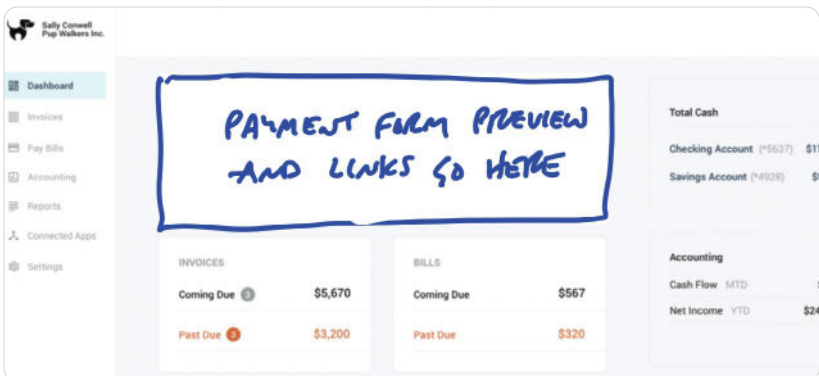 Sally Conwell
Pup Walkers Inc.
Dashboard
Invoices
Pay Bills
Accounting
Reports
Connected Apps
Settings
PAYMENT FORM PREVIEW
AND LINKS GO HERE
INVOICES
Coming Due 3 $5,670
Past Due 3 $3,200
BILLS
Coming Due $567
Past Due $320
Total Cash
Checking Account (*5637)
Savings Account (*4928)
Accounting
Cash Flow MTD
Net Income YTD